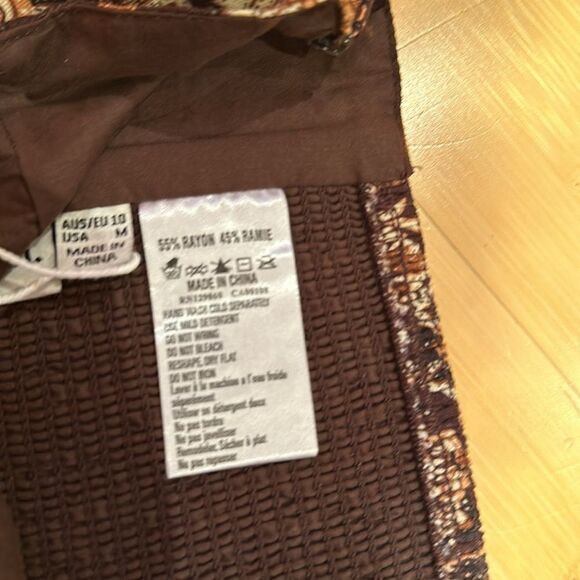 AUS/EU 10
USA M
MADE IN
CHINA
55% RAYON 45% RAMIE
MADE IN CHINA
HAND WASH COLD SEPARATELY
USE MILD DETERGENT
DO NOT WRING
DO NOT BLEACH
RESHAPE, DRY FLAT
DO NOT IRON
Laver à la machine a l'eau froide
séparément.
Utiliser un détergent doux
Ne pas tordre
Ne pas javelliser
Remodeler, Sécher à plat
Ne pas repasser